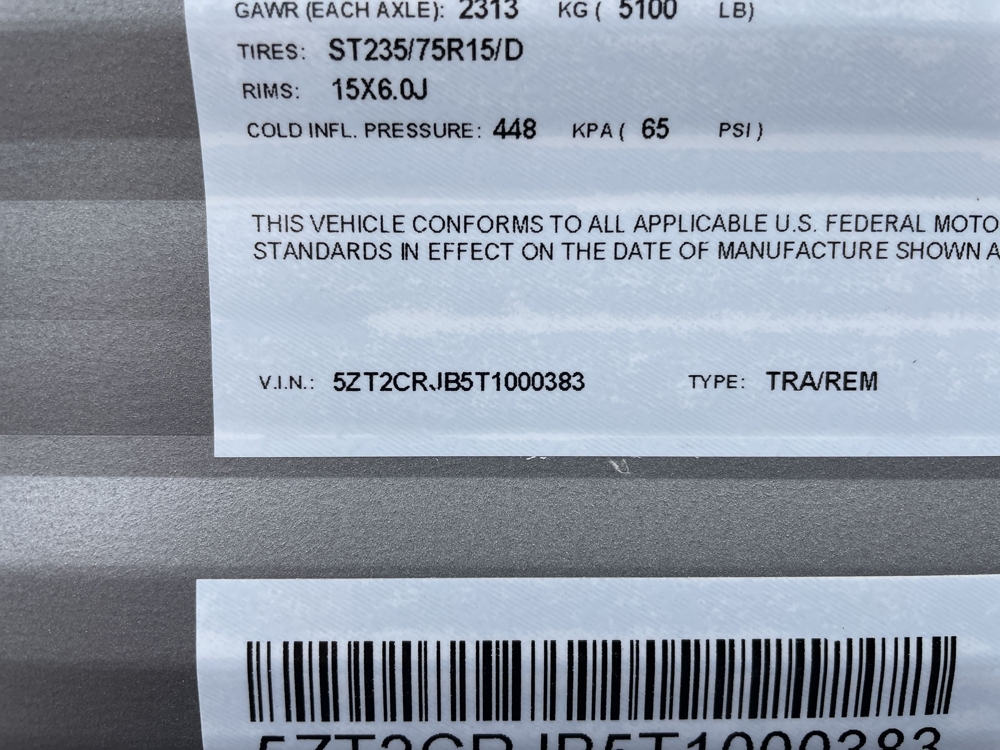 GAWR (EACH AXLE): 2313 KG ( 5100 LB)
TIRES: ST235/75R15/D
RIMS: 15X6.0J
COLD INFL. PRESSURE: 448 KPA ( 65 PSI )
THIS VEHICLE CONFORMS TO ALL APPLICABLE U.S. FEDERAL MOTO
STANDARDS IN EFFECT ON THE DATE OF MANUFACTURE SHOWN A
V.I.N.: 5ZT2CRJB5T1000383 TYPE: TRA/REM
5ZT2CRJB5T1000383